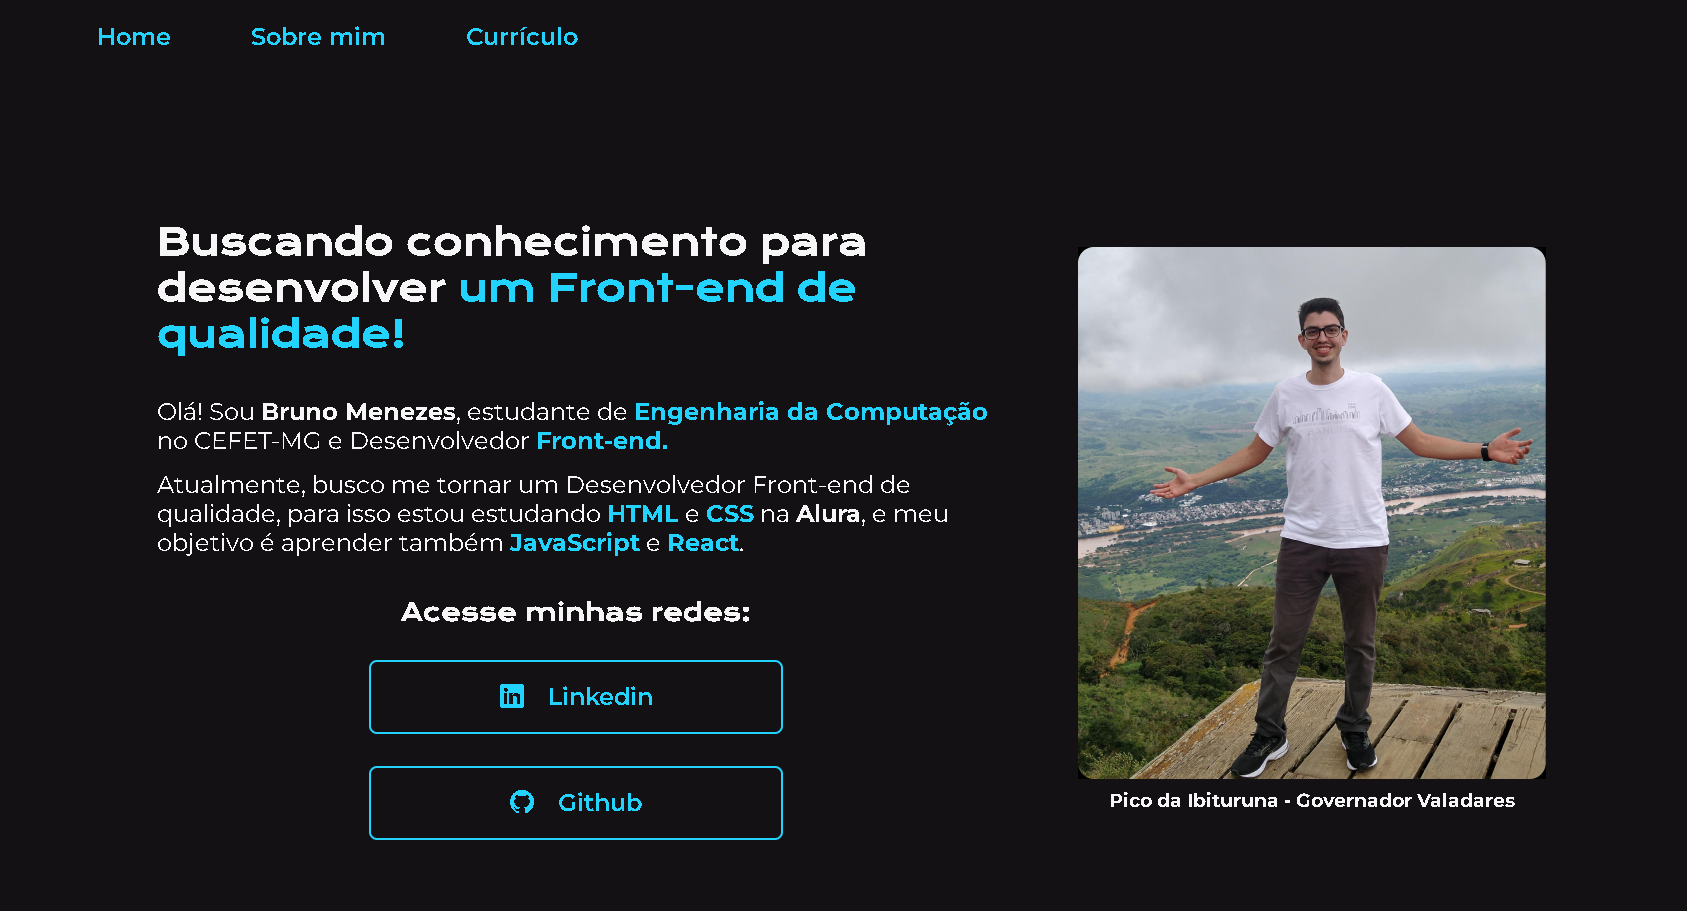 Home
Sobre mim
Currículo
Buscando conhecimento para
desenvolver um Front-end de
qualidade!
Olá! Sou Bruno Menezes, estudante de Engenharia da Computação
no CEFET-MG e Desenvolvedor Front-end.
Atualmente, busco me tornar um Desenvolvedor Front-end de
qualidade, para isso estou estudando HTML e CSS na Alura, e meu
objetivo é aprender também JavaScript e React.
Acesse minhas redes:
Linkedin
Github
Pico da Ibituruna - Governador Valadares